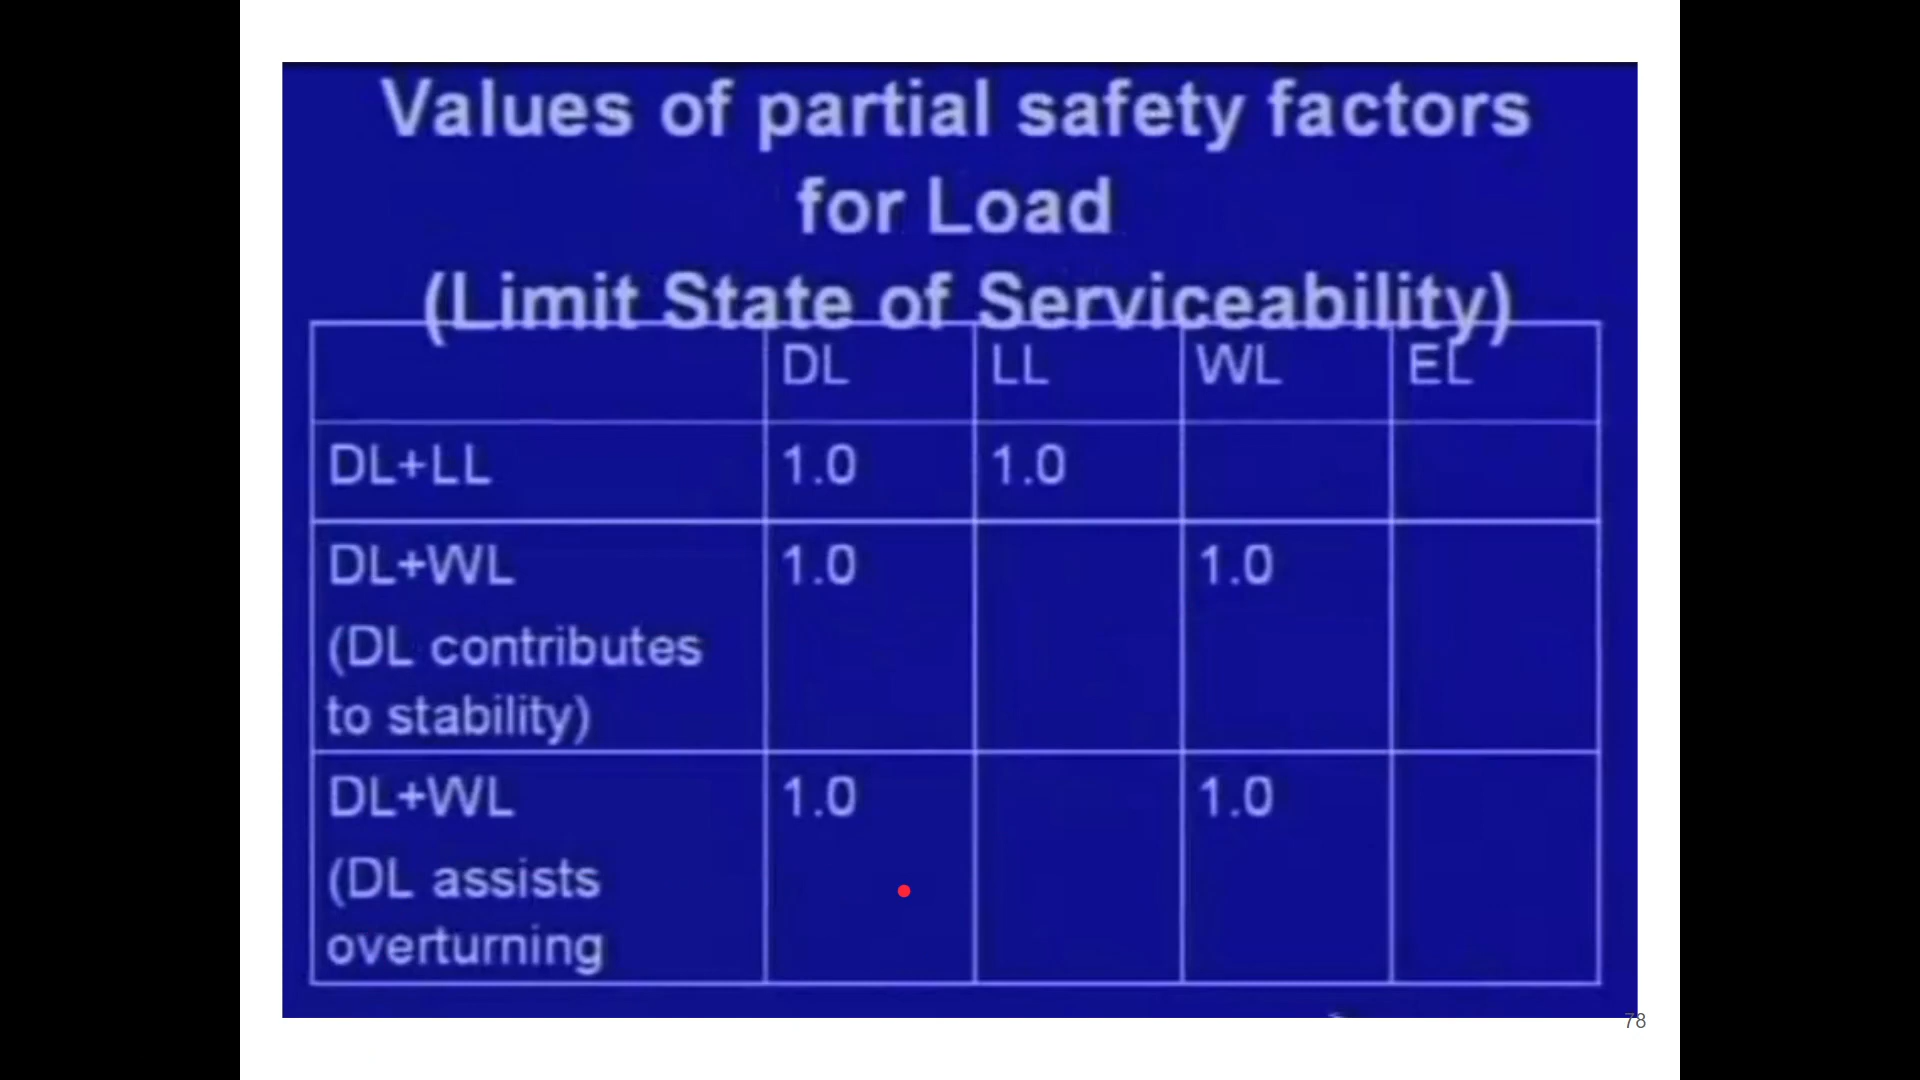 Values of partial safety factors
for Load
(Limit State of Serviceability)
DL LL WL EL
DL+LL 1.0 1.0
DL+WL 1.0 1.0
(DL contributes
to stability)
DL+WL 1.0 1.0
(DL assists
overturning
78